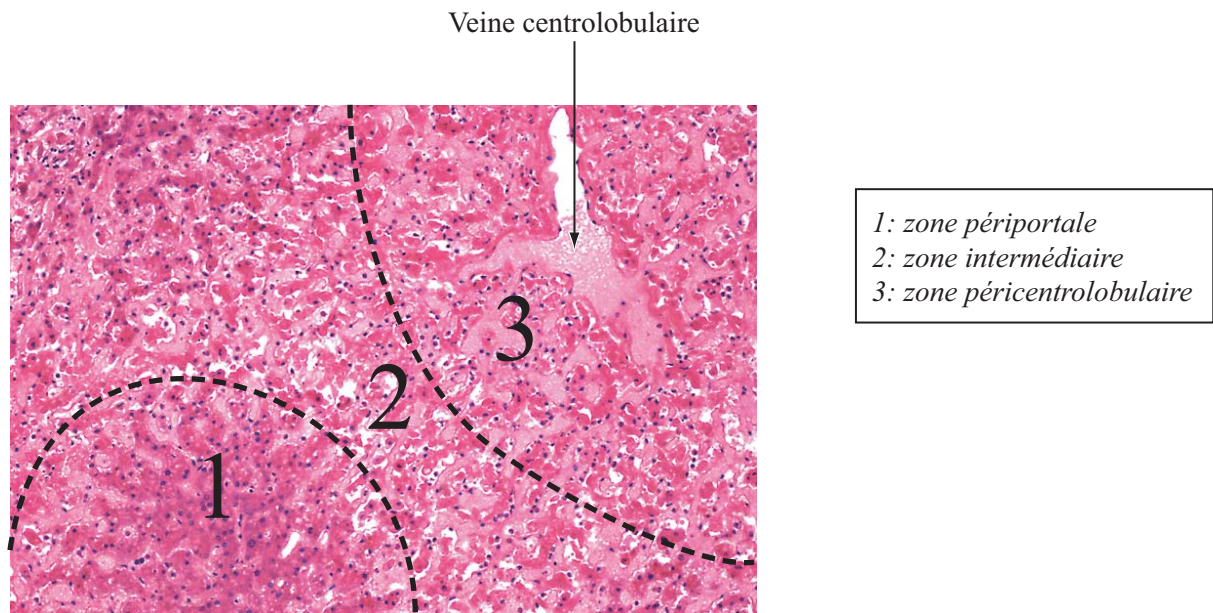 Veine centrolobulaire
1: zone périportale
2: zone intermédiaire
3: zone péricentrolobulaire
3
2
1